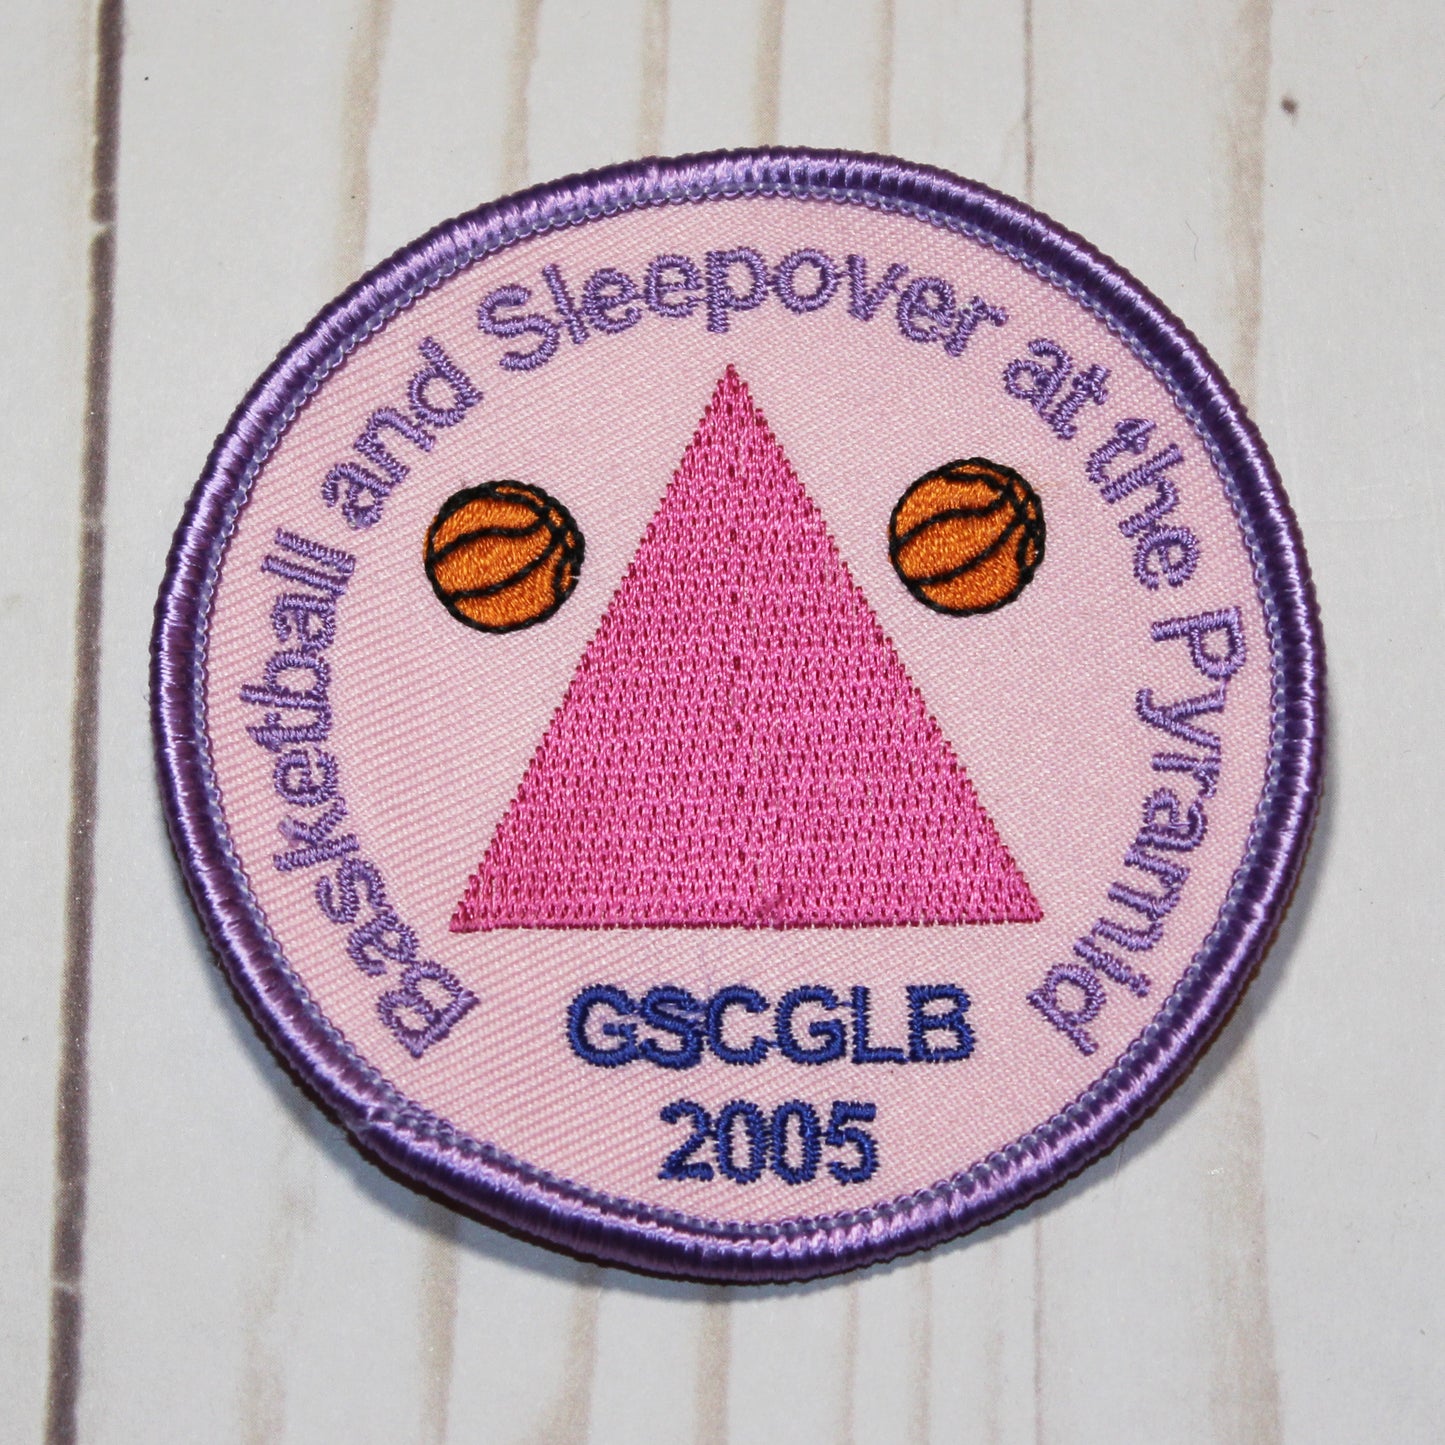 Basketball and Sleepover at the Pyramid
GSCGLB
2005